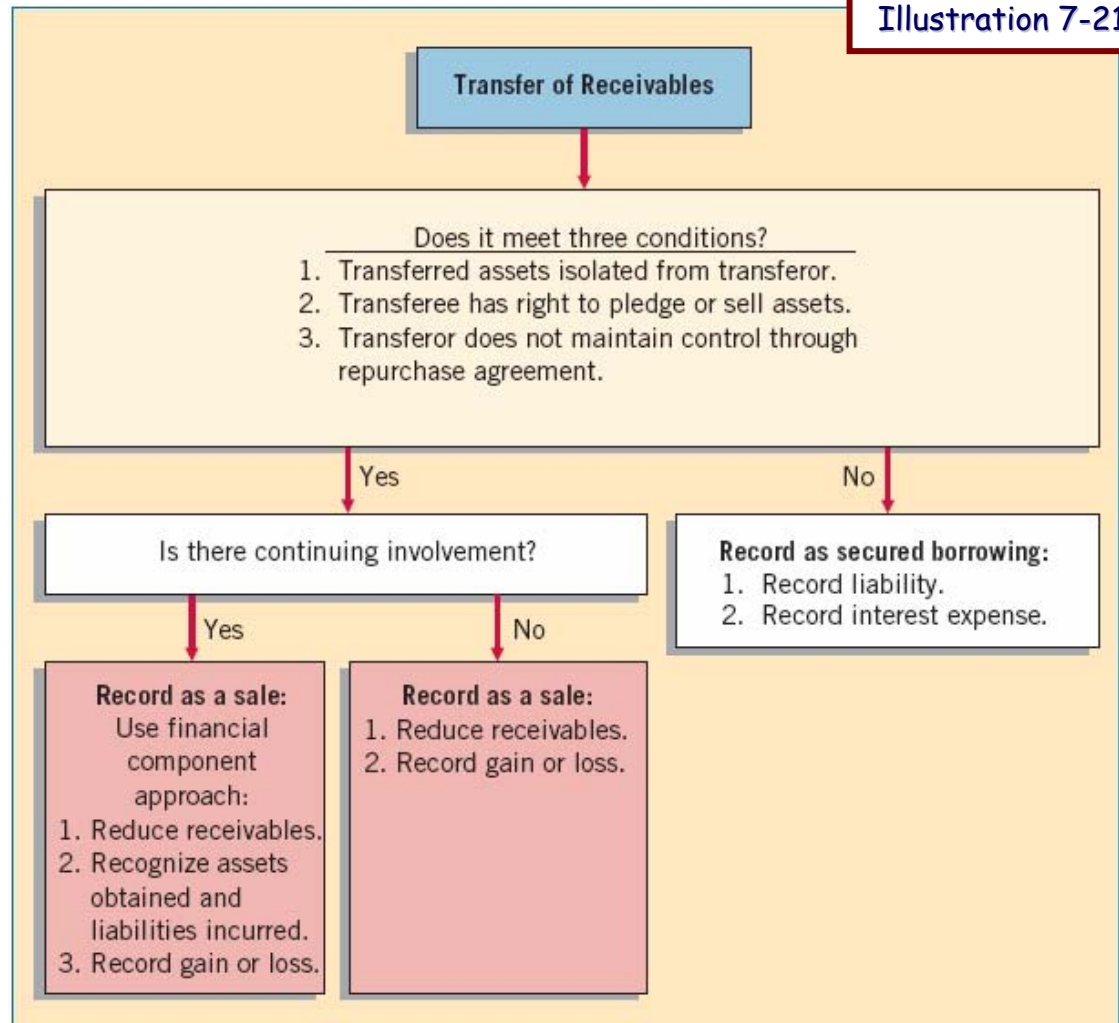 Illustration 7-21
Transfer of Receivables
Does it meet three conditions?
1. Transferred assets isolated from transferor.
2. Transferee has right to pledge or sell assets.
3. Transferor does not maintain control through
repurchase agreement.
Yes
No
Is there continuing involvement?
Record as secured borrowing:
1. Record liability.
2. Record interest expense.
Yes
No
Record as a sale:
Use financial
component
approach:
1. Reduce receivables.
2. Recognize assets
obtained and
liabilities incurred.
3. Record gain or loss.
Record as a sale:
1. Reduce receivables.
2. Record gain or loss.